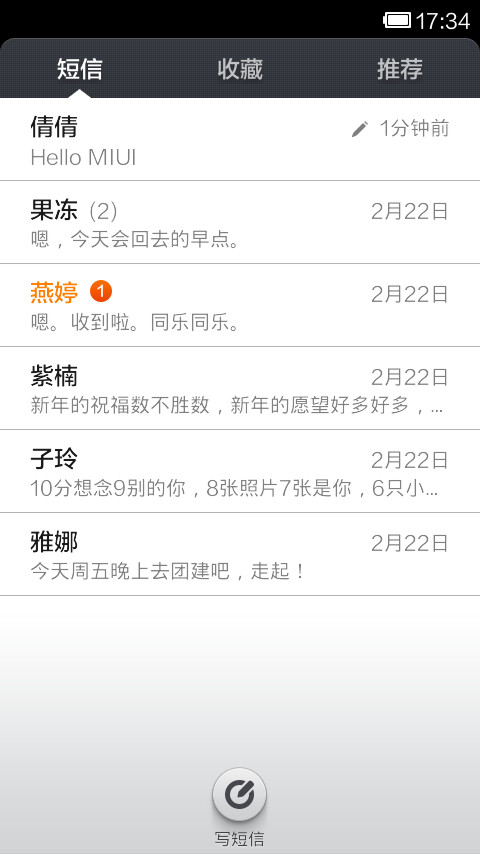 17:34
短信 收藏 推荐
倩倩 1分钟前
Hello MIUI
果冻 (2) 2月22日
嗯，今天会回去的早点。
燕婷 1 2月22日
嗯。收到啦。同乐同乐。
紫楠 2月22日
新年的祝福数不胜数，新年的愿望好多好多，...
子玲 2月22日
10分想念9别的你，8张照片7张是你，6只小...
雅娜 2月22日
今天周五晚上去团建吧，走起！
写短信